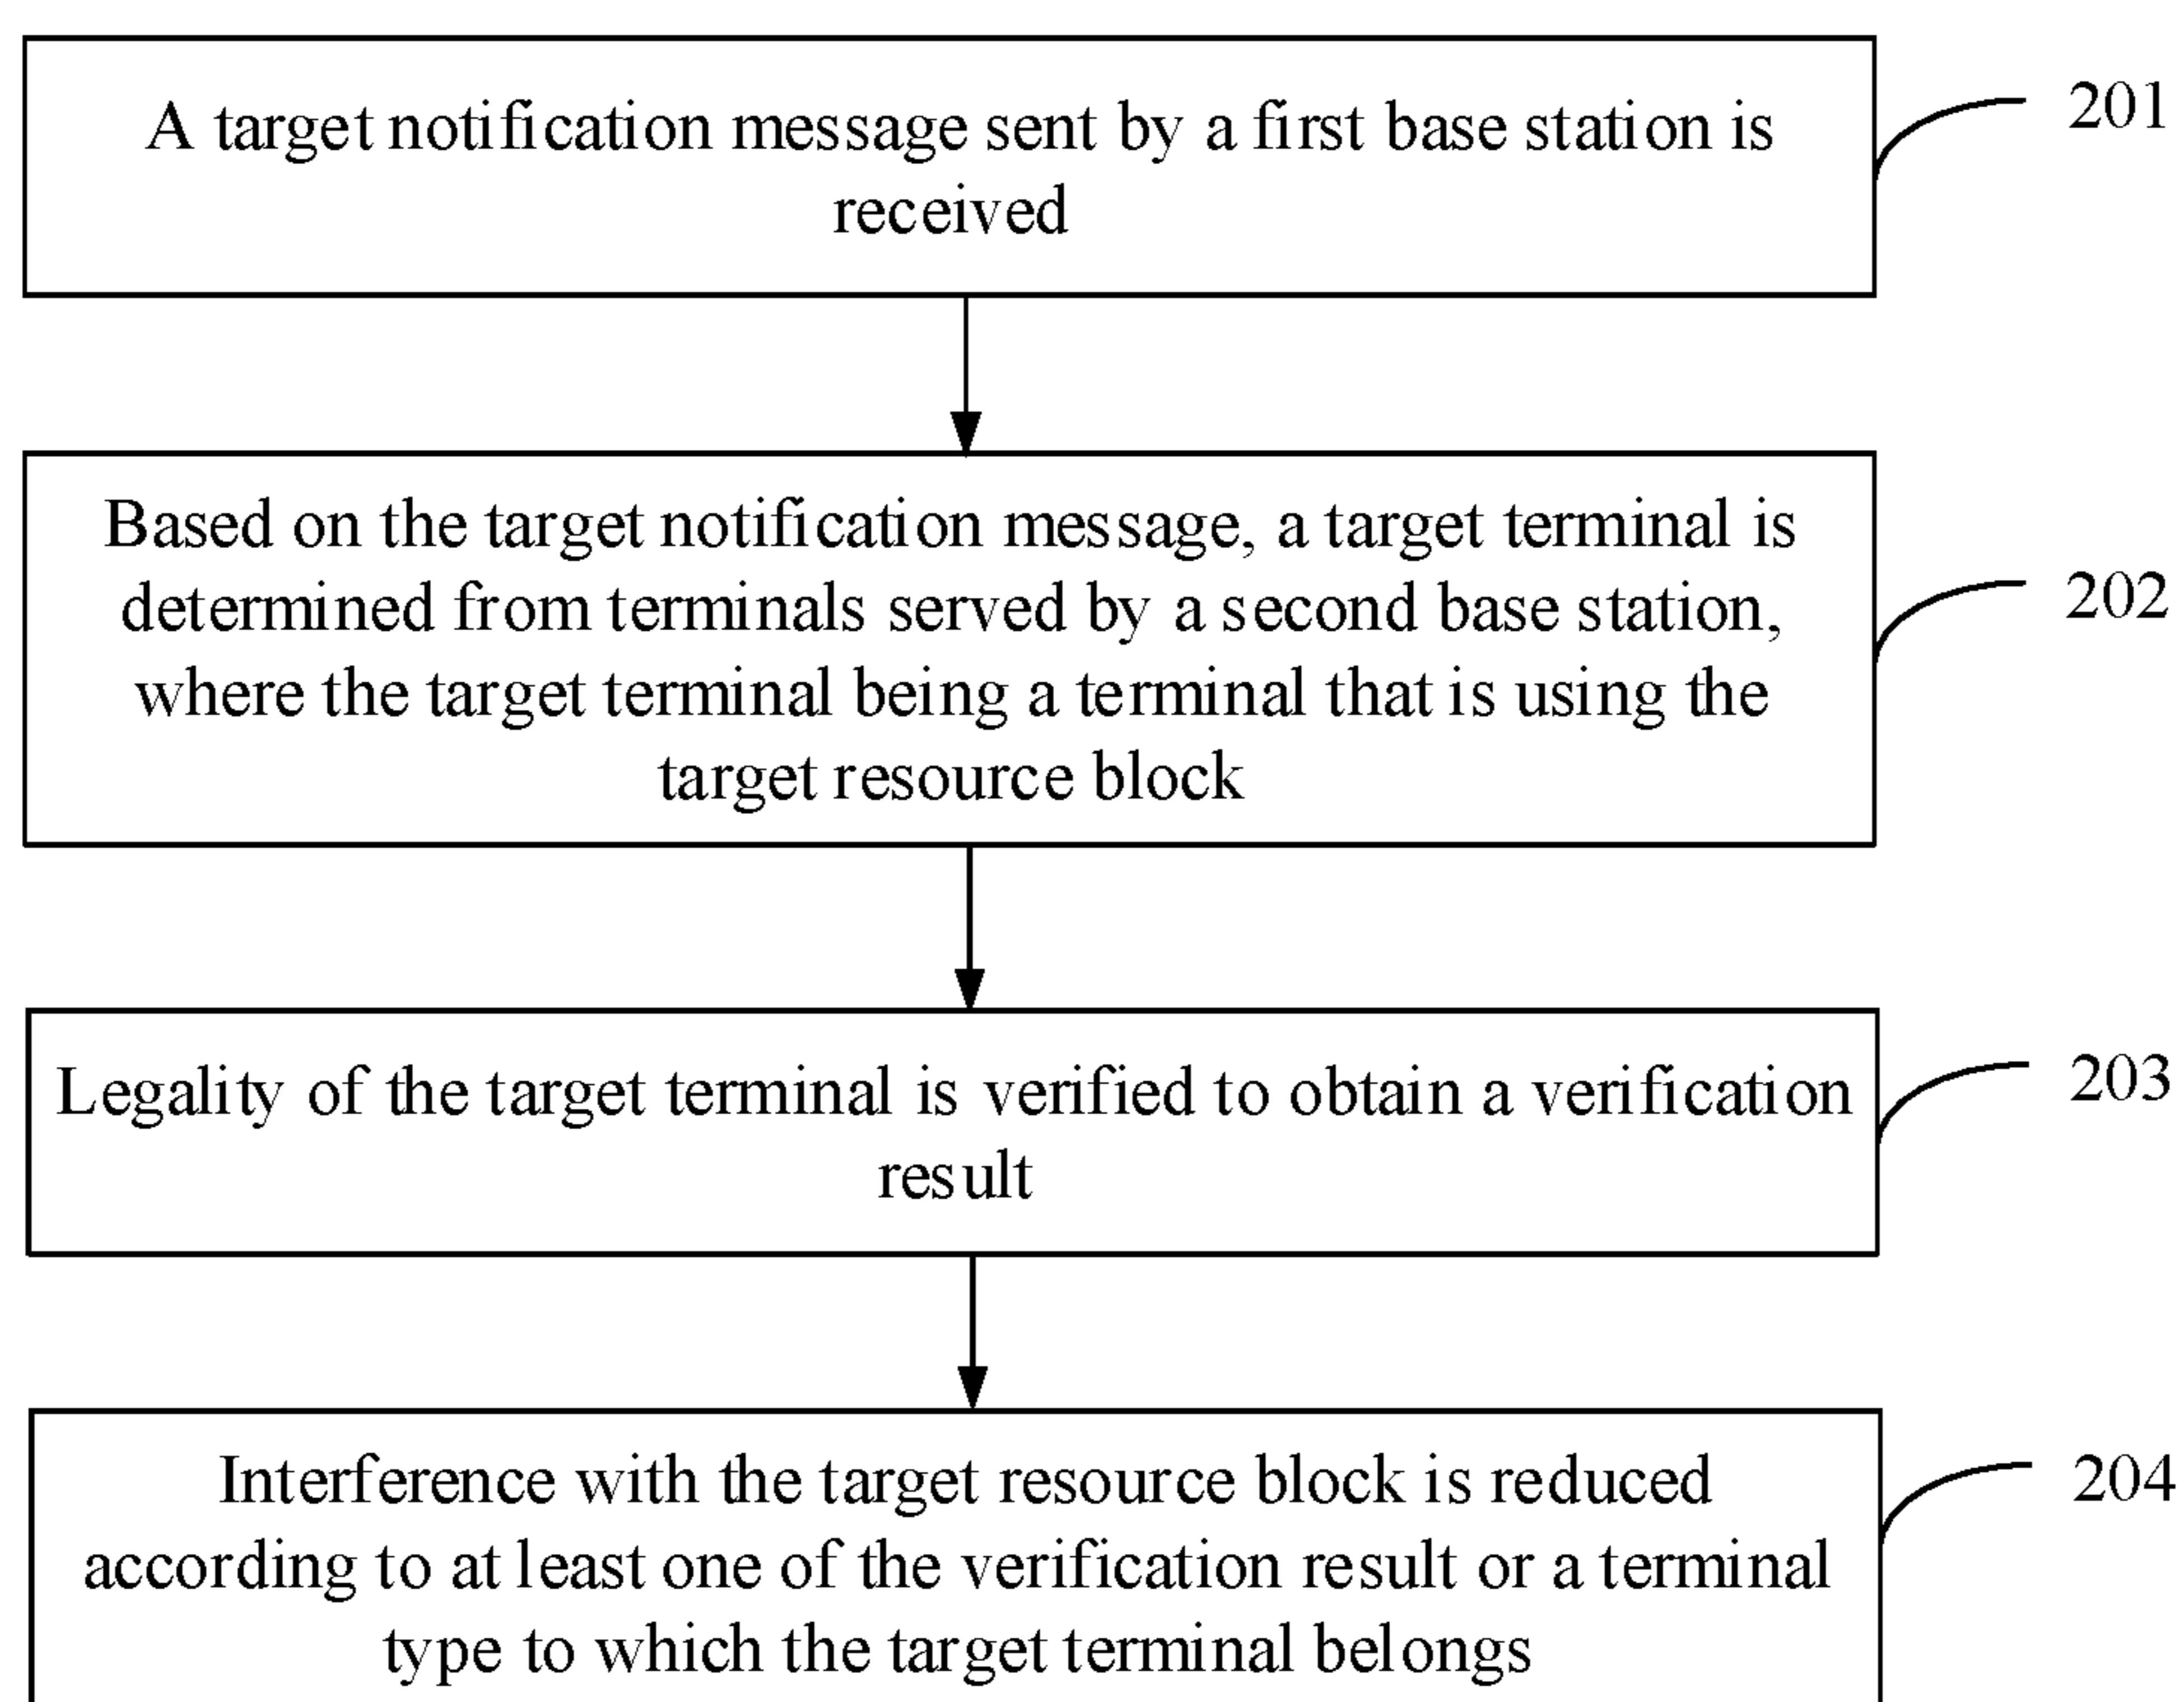 A target notification message sent by a first base station is
received
201
Based on the target notification message, a target terminal is
determined from terminals served by a second base station,
where the target terminal being a terminal that is using the
target resource block
202
Legality of the target terminal is verified to obtain a verification
result
203
Interference with the target resource block is reduced
according to at least one of the verification result or a terminal
type to which the target terminal belongs
204